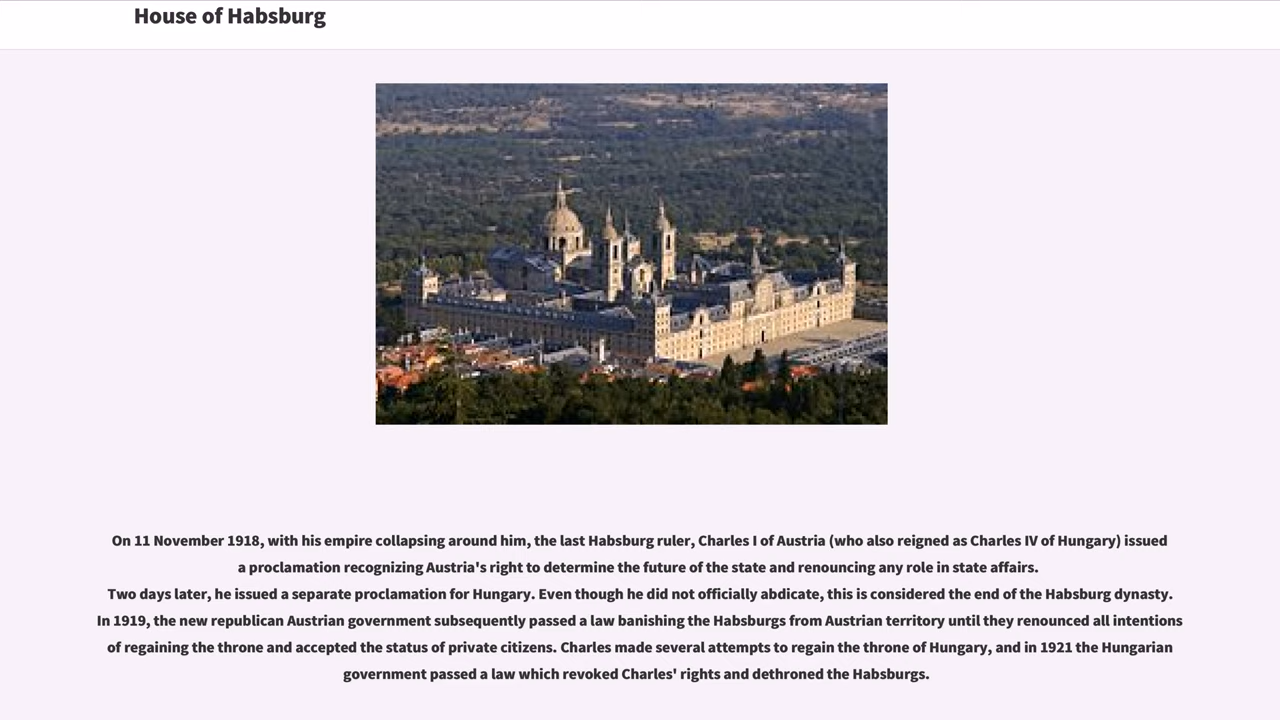 House of Habsburg
On 11 November 1918, with his empire collapsing around him, the last Habsburg ruler, Charles I of Austria (who also reigned as Charles IV of Hungary) issued
a proclamation recognizing Austria's right to determine the future of the state and renouncing any role in state affairs.
Two days later, he issued a separate proclamation for Hungary. Even though he did not officially abdicate, this is considered the end of the Habsburg dynasty.
In 1919, the new republican Austrian government subsequently passed a law banishing the Habsburgs from Austrian territory until they renounced all intentions
of regaining the throne and accepted the status of private citizens. Charles made several attempts to regain the throne of Hungary, and in 1921 the Hungarian
government passed a law which revoked Charles' rights and dethroned the Habsburgs.